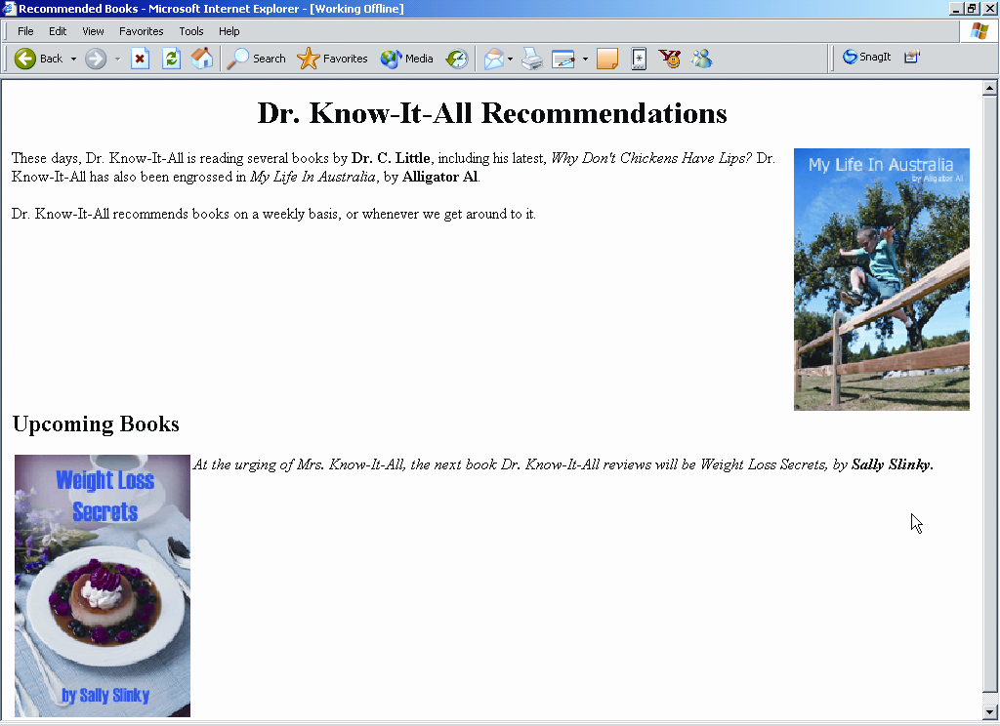 Recommended Books - Microsoft Internet Explorer - [Working Offline]
File Edit View Favorites Tools Help
Back Search Favorites Media SnagIt
Dr. Know-It-All Recommendations
These days, Dr. Know-It-All is reading several books by Dr. C. Little, including his latest, Why Don't Chickens Have Lips? Dr.
Know-It-All has also been engrossed in My Life In Australia, by Alligator Al.
Dr. Know-It-All recommends books on a weekly basis, or whenever we get around to it.
My Life In Australia
by Aligator Al
Upcoming Books
At the urging of Mrs. Know-It-All, the next book Dr. Know-It-All reviews will be Weight Loss Secrets, by Sally Slinky.
Weight Loss
Secrets
by Sally Slinky